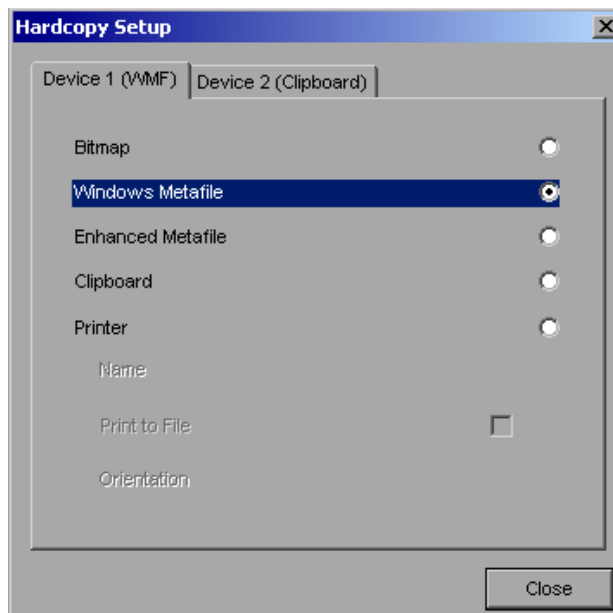 Hardcopy Setup
Device 1 (WMF) Device 2 (Clipboard)
Bitmap
Windows Metafile
Enhanced Metafile
Clipboard
Printer
Name
Print to File
Orientation
Close